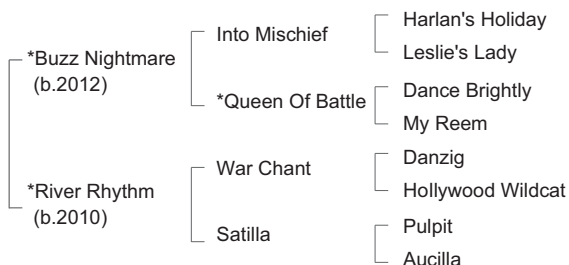 *Buzz Nightmare
(b.2012)
Into Mischief
Harlan's Holiday
Leslie's Lady
*Queen Of Battle
Dance Brightly
My Reem
*River Rhythm
(b.2010)
War Chant
Danzig
Hollywood Wildcat
Satilla
Pulpit
Aucilla